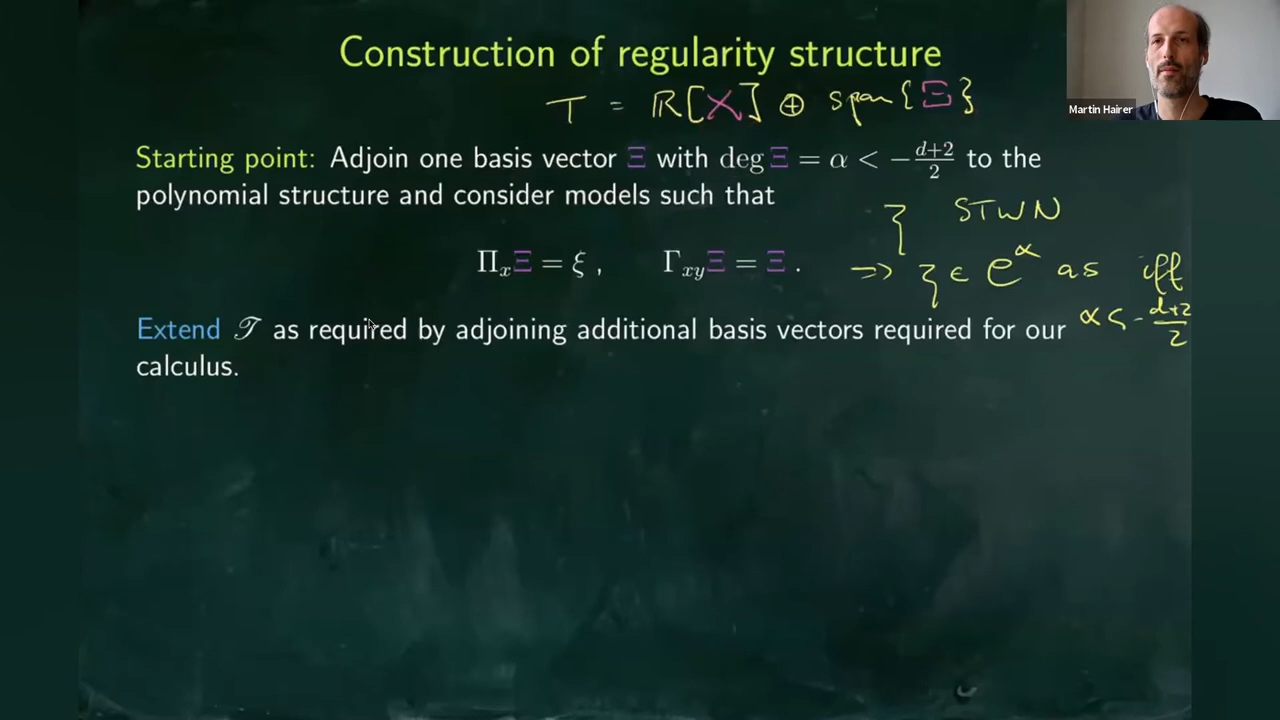 Construction of regularity structure
T = ℝ[X] ⊕ span{Ξ}
Martin Hairer
Starting point: Adjoin one basis vector Ξ with deg Ξ = α < −(d+2)/2 to the
polynomial structure and consider models such that
ξ STWN
Π_xΞ = ξ , Γ_xyΞ = Ξ .
=> ξ ∈ C^α as iff
α < -(d+2)/2
Extend 𝒯 as required by adjoining additional basis vectors required for our
calculus.